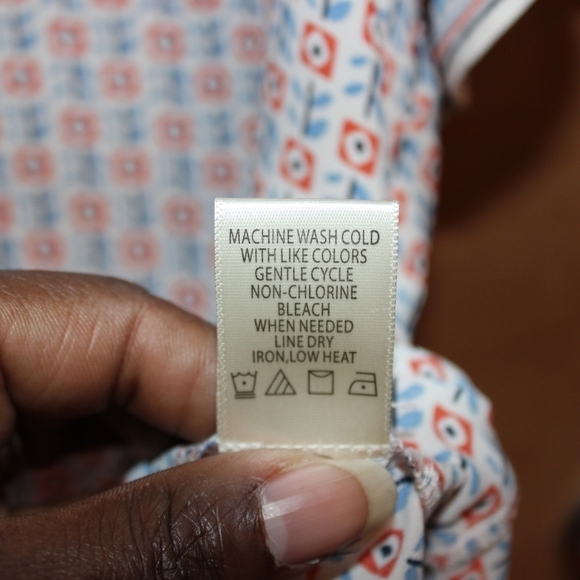 MACHINE WASH COLD
WITH LIKE COLORS
GENTLE CYCLE
NON-CHLORINE
BLEACH
WHEN NEEDED
LINE DRY
IRON,LOW HEAT